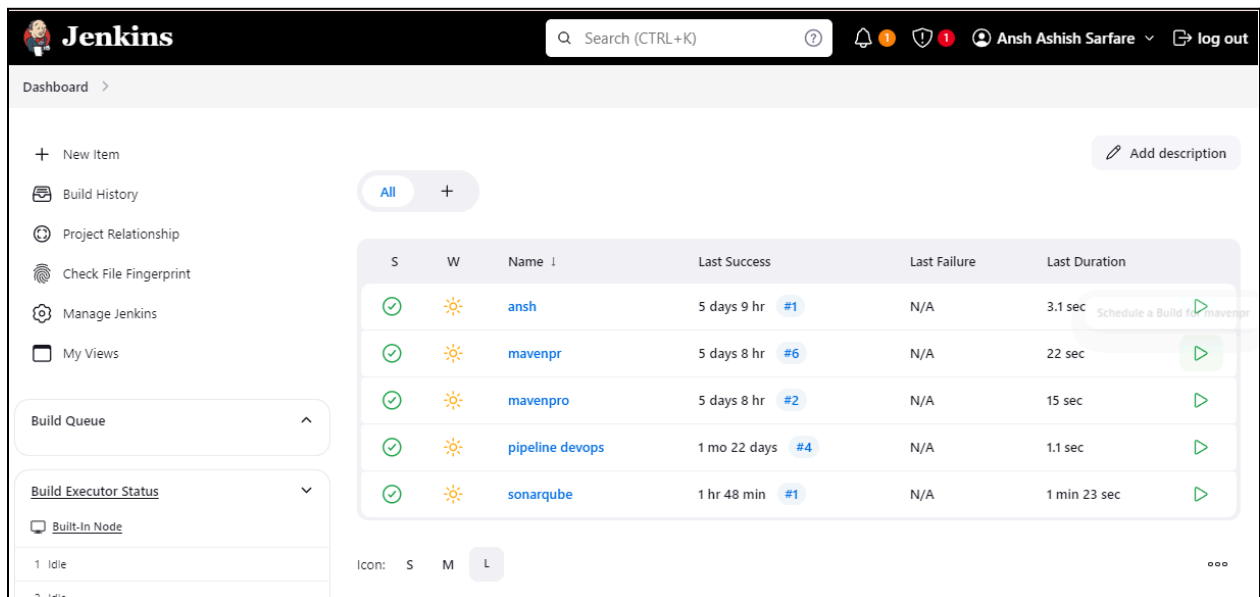 Jenkins
Search (CTRL+K)
1
1
Ansh Ashish Sarfare
log out
Dashboard
New Item
Build History
Project Relationship
Check File Fingerprint
Manage Jenkins
My Views
Build Queue
Build Executor Status
Built-In Node
1 Idle
2 Idle
Add description
All +
S W Name ↓ Last Success Last Failure Last Duration
ansh 5 days 9 hr #1 N/A 3.1 sec
Schedule a Build for mavenpr
mavenpr 5 days 8 hr #6 N/A 22 sec
mavenpro 5 days 8 hr #2 N/A 15 sec
pipeline devops 1 mo 22 days #4 N/A 1.1 sec
sonarqube 1 hr 48 min #1 N/A 1 min 23 sec
Icon: S M L